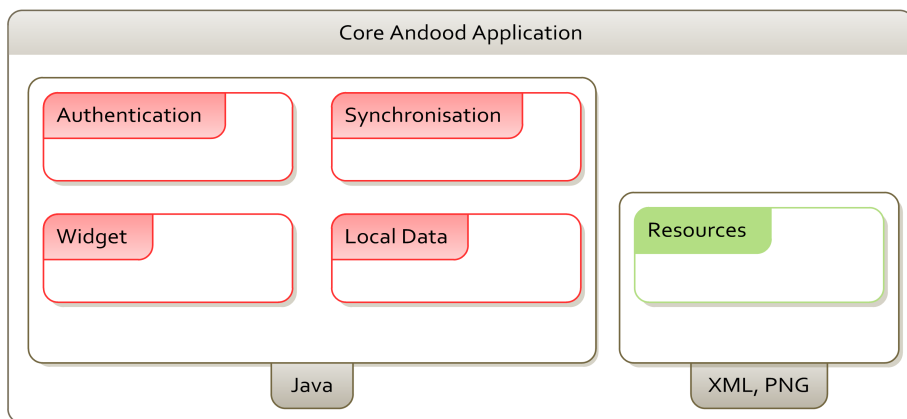 Core Andood Application
Authentication
Synchronisation
Widget
Local Data
Resources
Java
XML, PNG